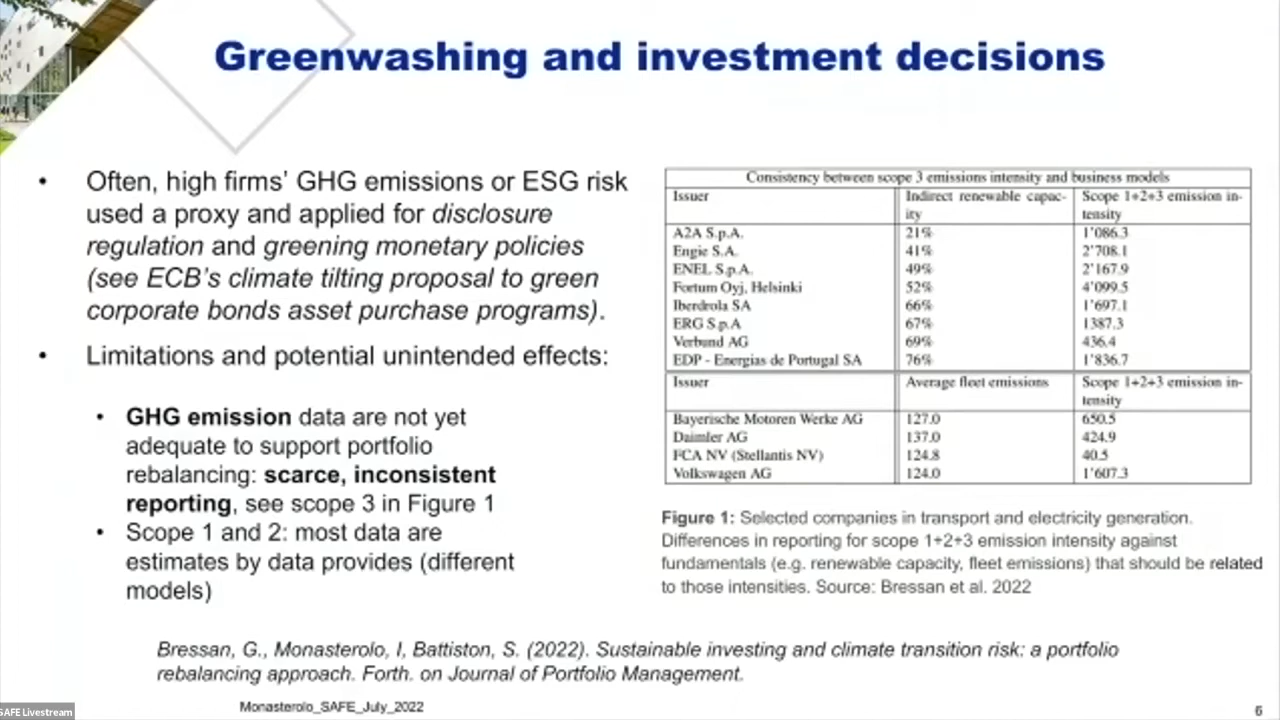 Greenwashing and investment decisions
• Often, high firms’ GHG emissions or ESG risk
used a proxy and applied for disclosure
regulation and greening monetary policies
(see ECB’s climate tilting proposal to green
corporate bonds asset purchase programs).
• Limitations and potential unintended effects:
• GHG emission data are not yet
adequate to support portfolio
rebalancing: scarce, inconsistent
reporting, see scope 3 in Figure 1
• Scope 1 and 2: most data are
estimates by data provides (different
models)
Consistency between scope 3 emissions intensity and business models
Issuer Indirect renewable capac- Scope 1+2+3 emission in-
ity tensity
A2A S.p.A. 21% 1’086.3
Engie S.A. 41% 2’708.1
ENEL S.p.A. 49% 2’167.9
Fortum Oyj, Helsinki 52% 4’099.5
Iberdrola SA 66% 1’697.1
ERG S.p.A 67% 1387.3
Verbund AG 69% 436.4
EDP - Energias de Portugal SA 76% 1’836.7
Issuer Average fleet emissions Scope 1+2+3 emission in-
tensity
Bayerische Motoren Werke AG 127.0 650.5
Daimler AG 137.0 424.9
FCA NV (Stellantis NV) 124.8 40.5
Volkswagen AG 124.0 1’607.3
Figure 1: Selected companies in transport and electricity generation.
Differences in reporting for scope 1+2+3 emission intensity against
fundamentals (e.g. renewable capacity, fleet emissions) that should be related
to those intensities. Source: Bressan et al. 2022
Bressan, G., Monasterolo, I, Battiston, S. (2022). Sustainable investing and climate transition risk: a portfolio
rebalancing approach. Forth. on Journal of Portfolio Management.
Monasterolo_SAFE_July_2022
6
SAFE Livestream